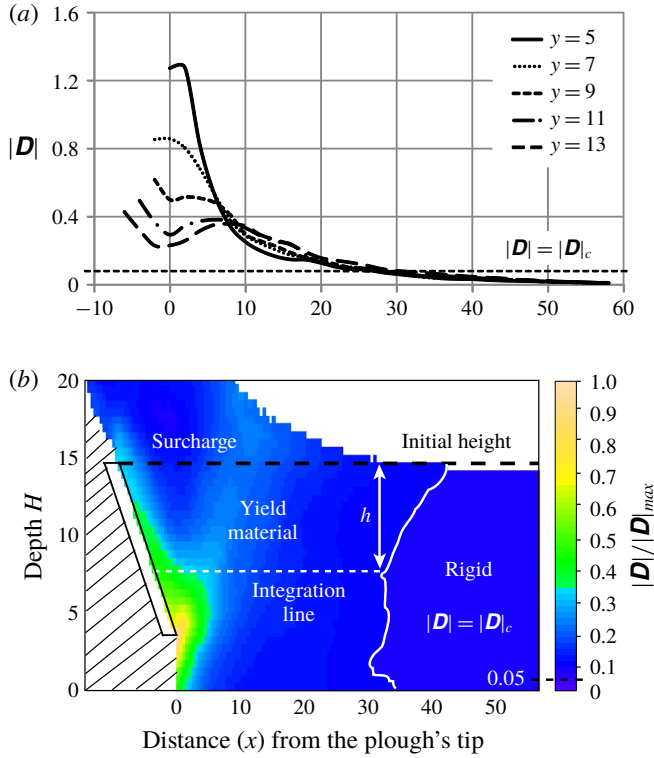 (a)
1.6
1.2
0.8
0.4
0
|D|
y = 5
y = 7
y = 9
y = 11
y = 13
|D| = |D|c
−10 0 10 20 30 40 50 60
(b)
20
15
10
5
0
Depth H
Surcharge
Initial height
Yield
material
h
Integration
line
Rigid
|D| = |D|c
0.05
0 10 20 30 40 50
Distance (x) from the plough's tip
1.0
0.9
0.8
0.7
0.6
0.5
0.4
0.3
0.2
0.1
0
|D|/|D|max